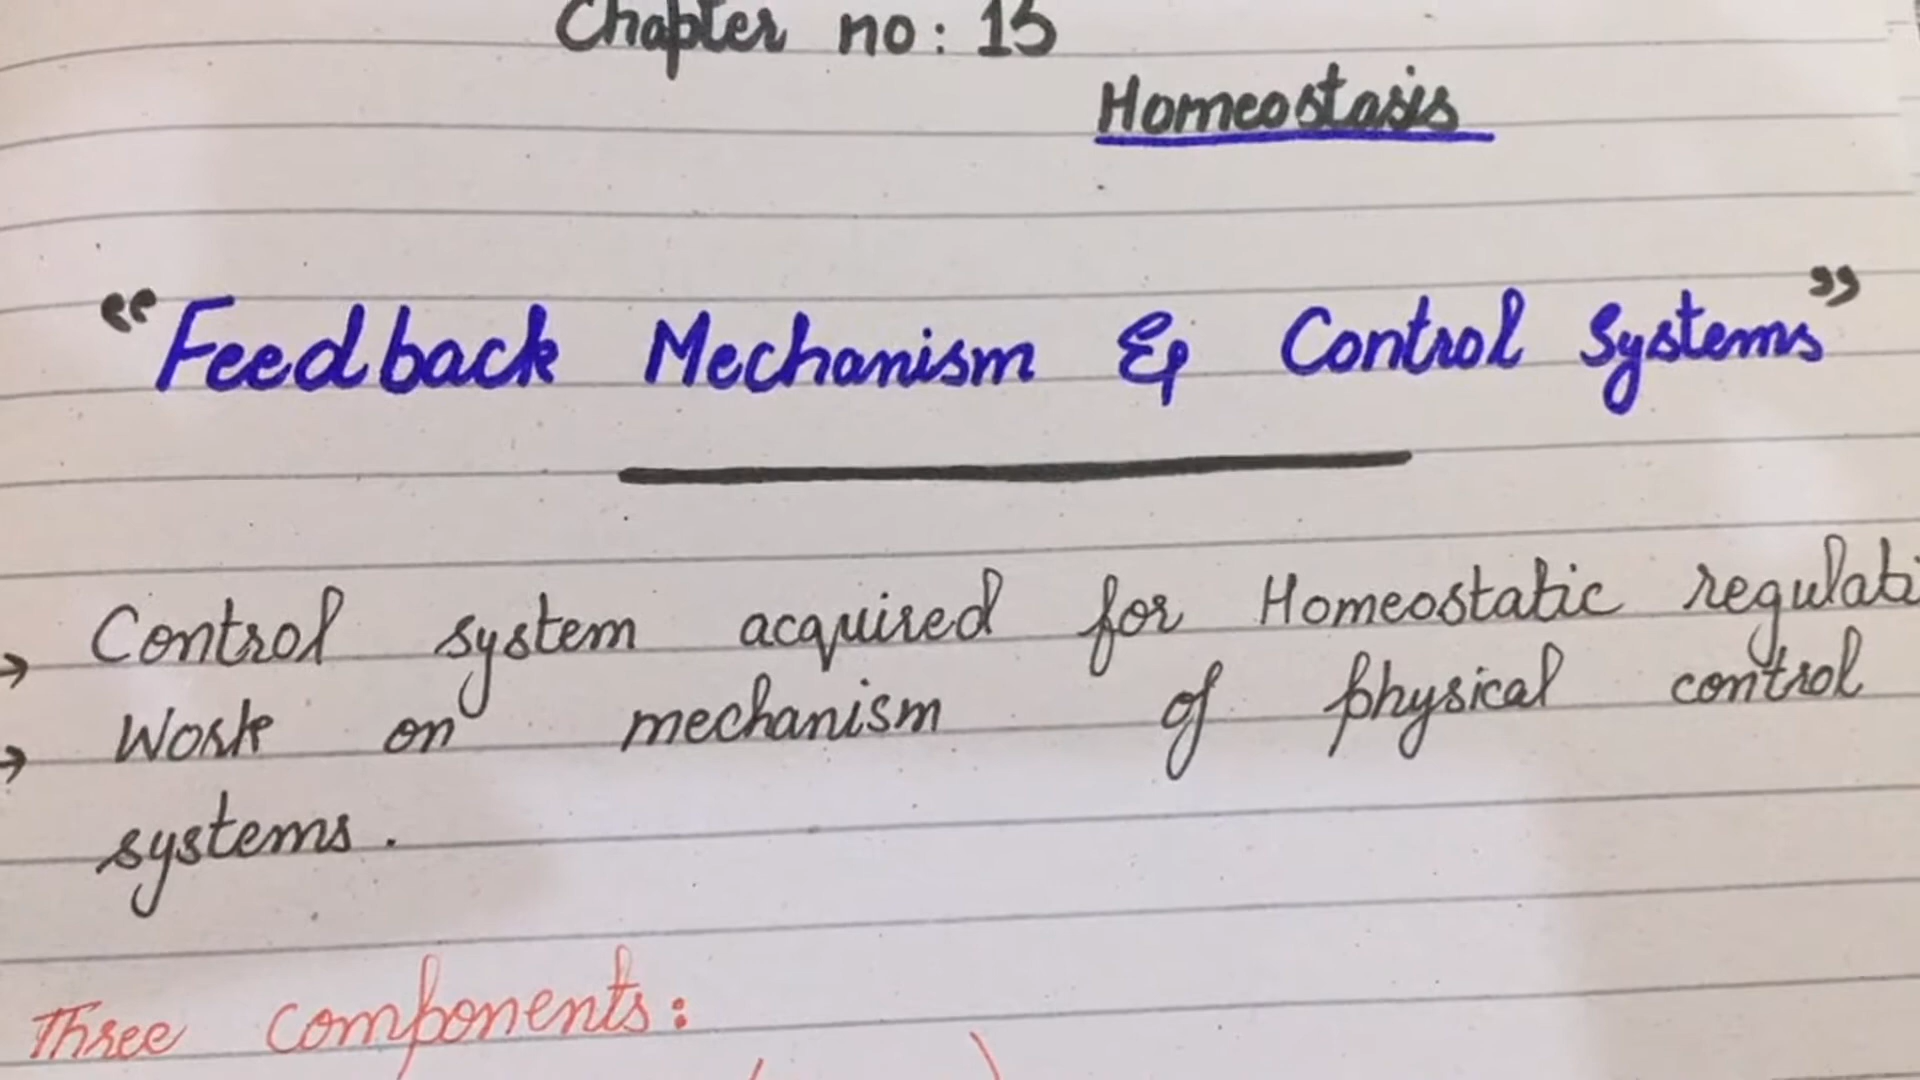 Chapter no: 15
Homeostasis
"Feedback Mechanism & Control Systems"
→ Control system acquired for Homeostatic regulati
→ Work on mechanism of physical control
systems.
Three components: